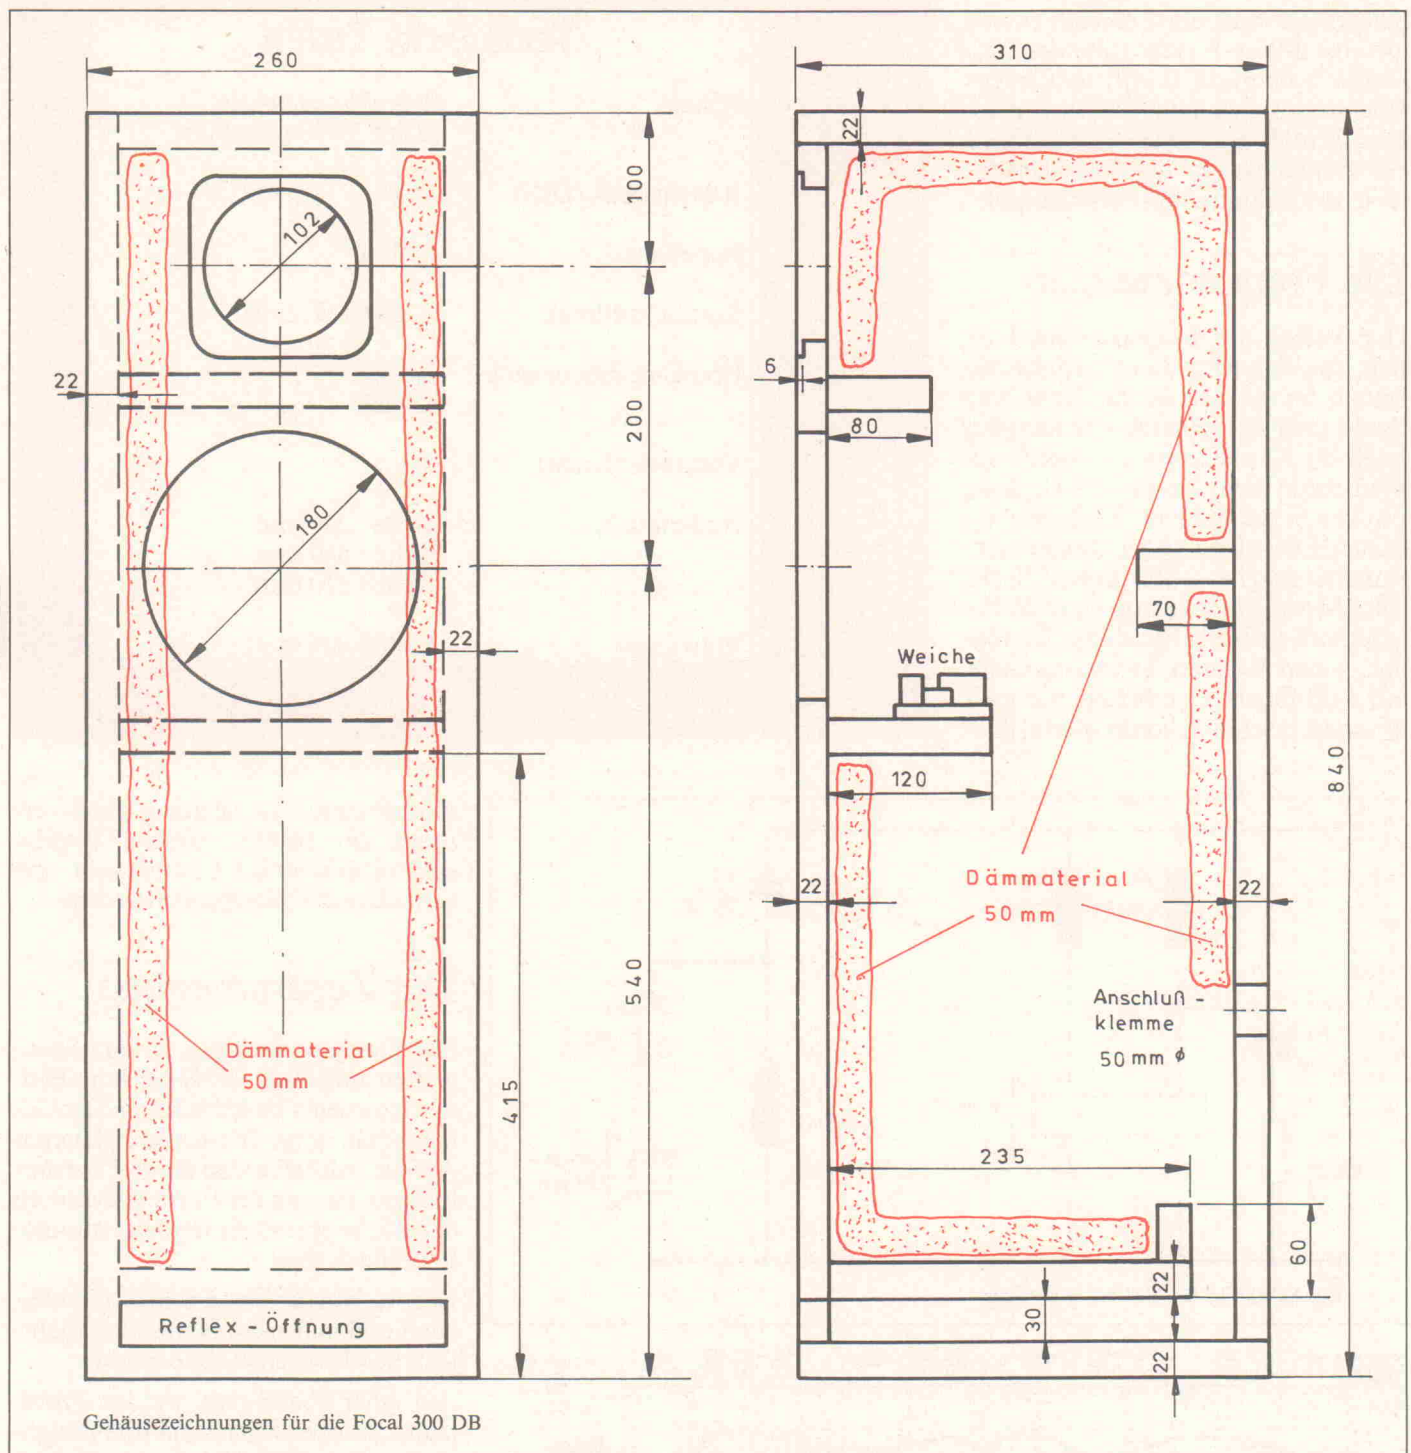 260
100
102
22
200
180
22
415
540
Dämmaterial
50 mm
Reflex - Öffnung
310
22
6
80
70
Weiche
120
840
22
22
Dämmaterial
50 mm
Anschluß -
klemme
50 mm ϕ
235
60
22
30
22
Gehäusezeichnungen für die Focal 300 DB